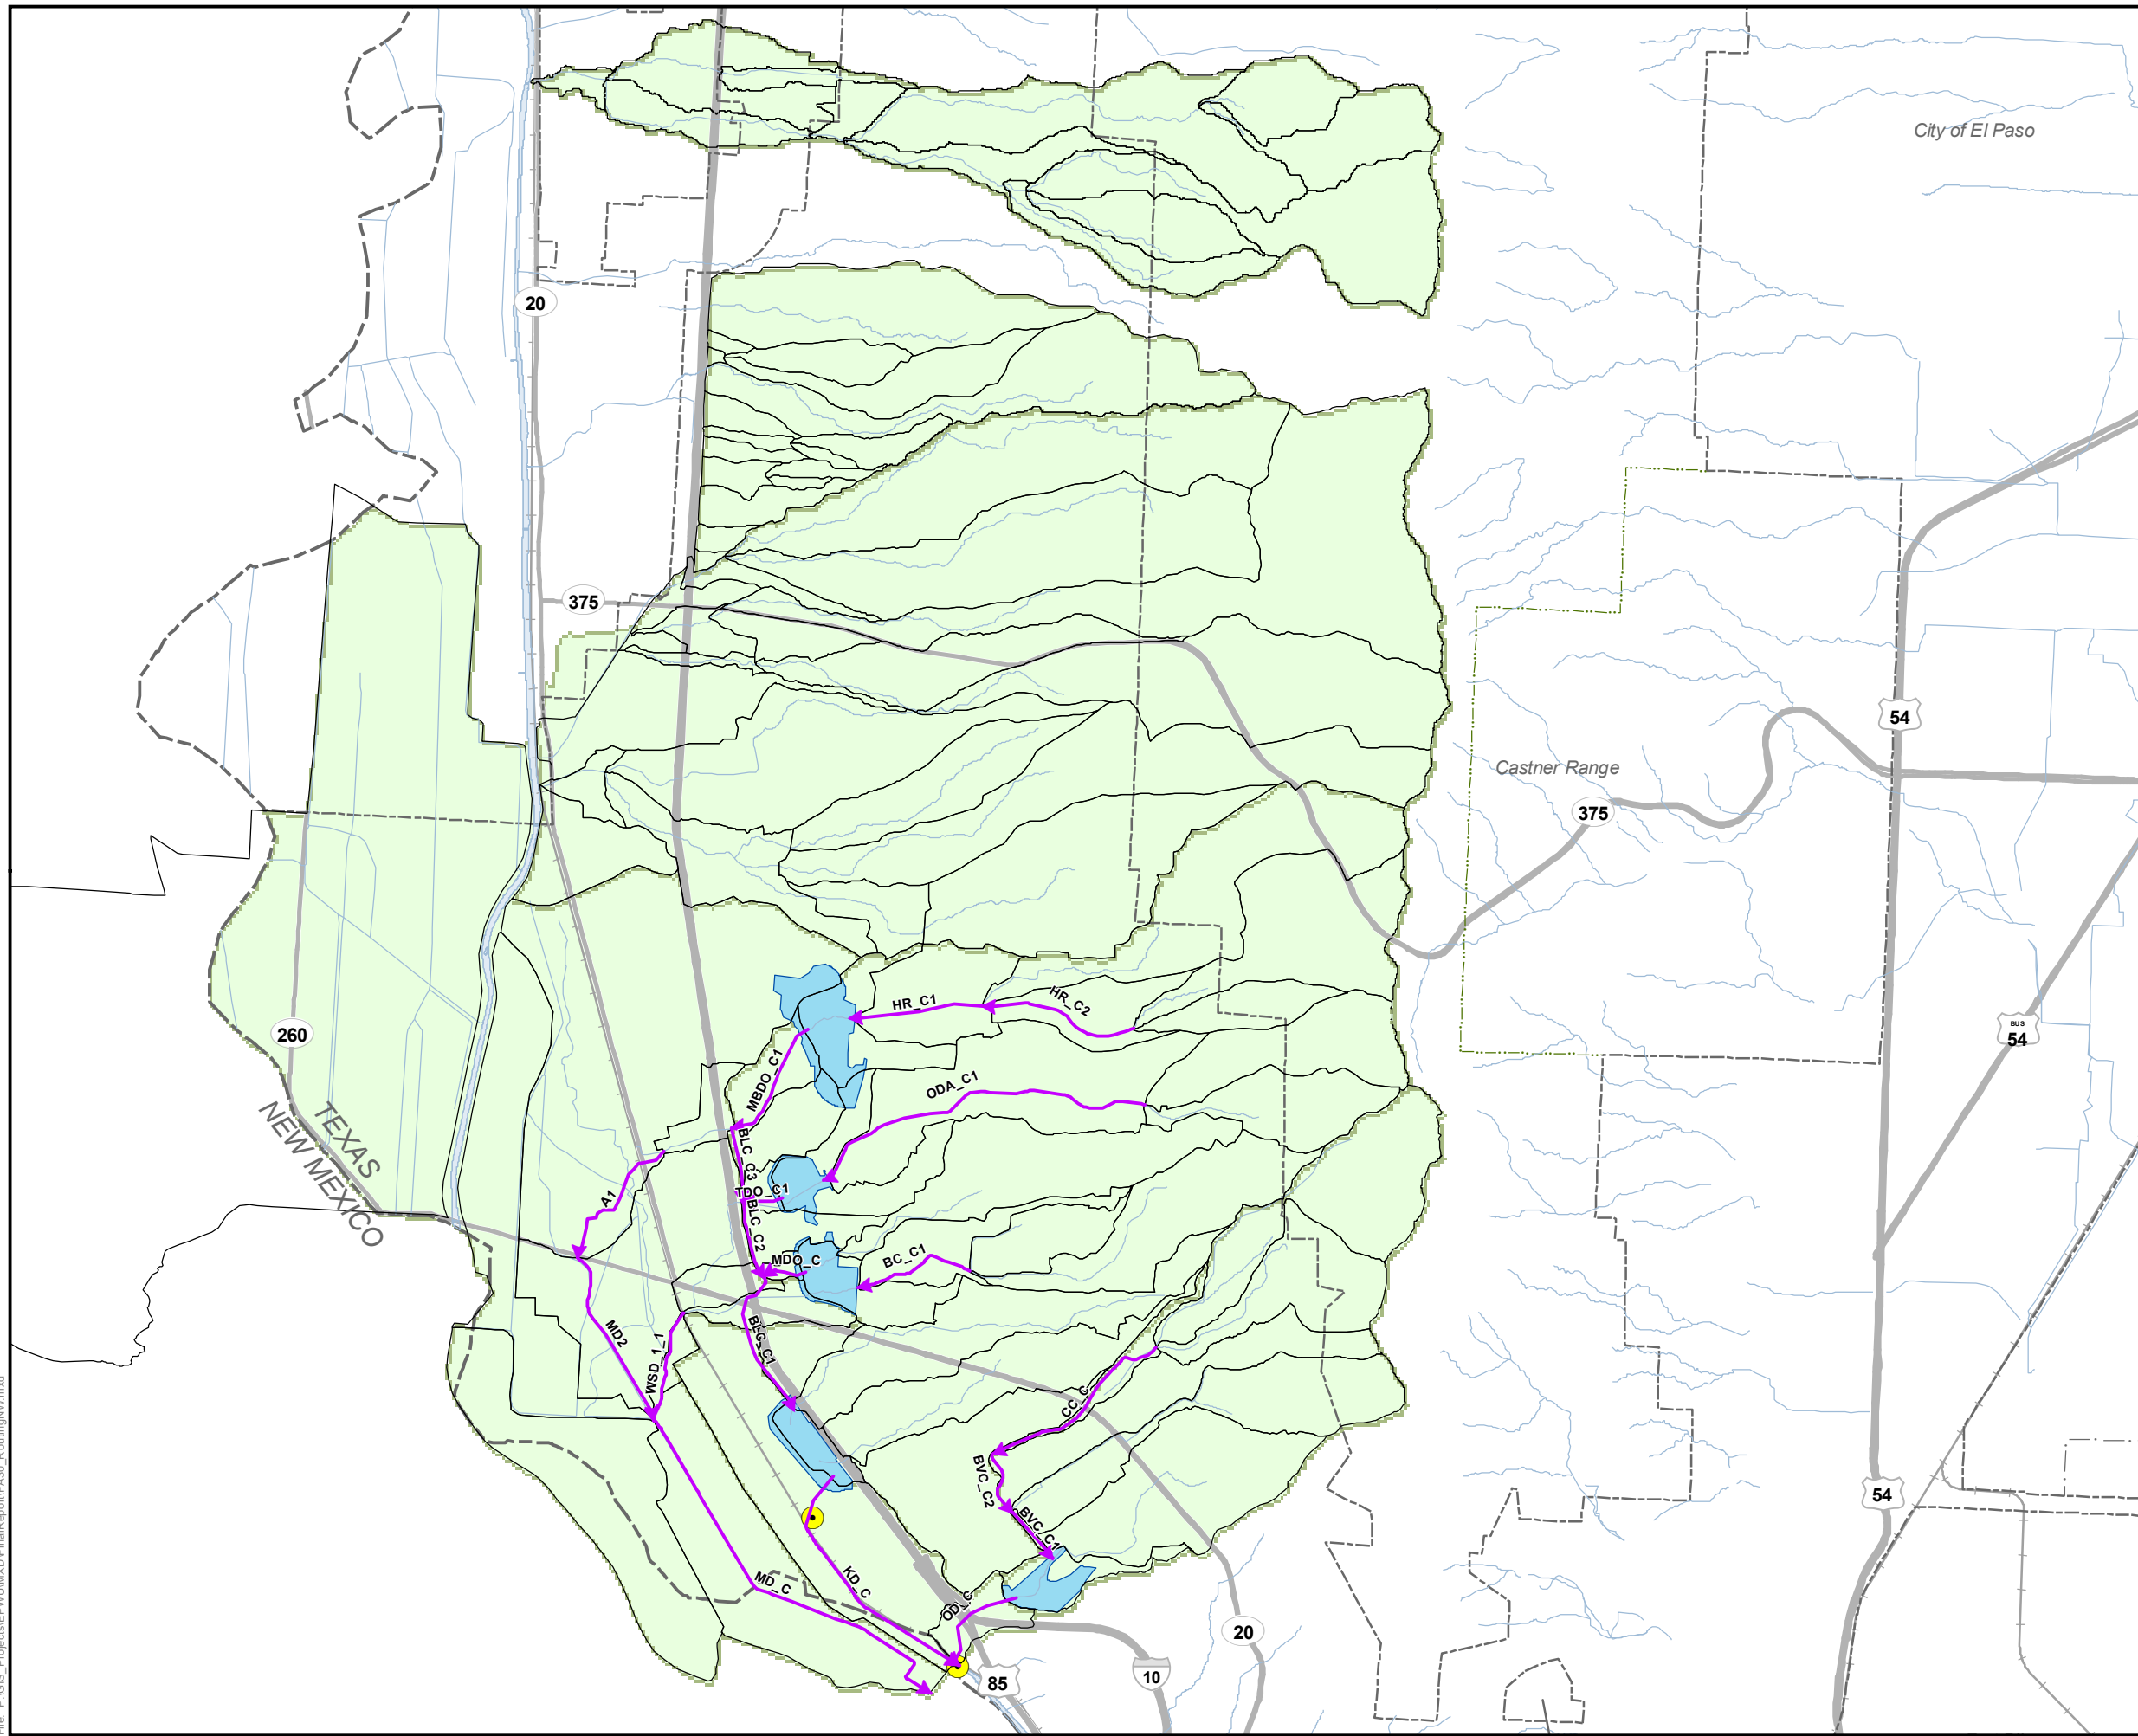 City of El Paso
20
375
54
Castner Range
375
HR_C1
HR_C2
260
BUS
54
MBDO_C1
ODA_C1
TEXAS
NEW MEXICO
BLC_C3
TDO_C1
A1
BLC_C2
MDO_C
BC_C1
MD2
WSD_1_1
BLC_C1
CC_C
BVC_C2
54
BVC_C1
MD_C
KD_C
OD_C
20
10
85